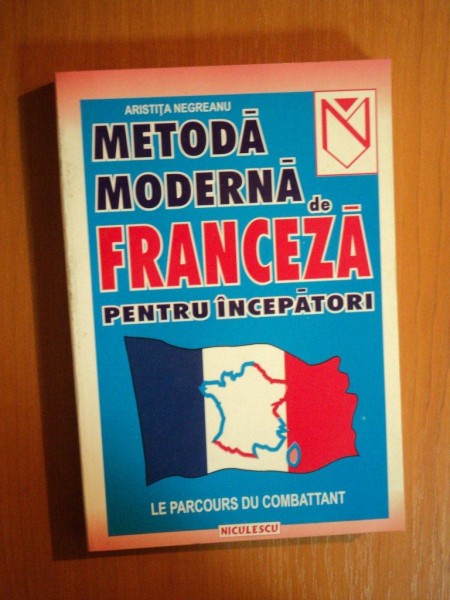 ARISTIȚA NEGREANU
METODĂ
MODERNĂ
de
FRANCEZĂ
PENTRU ÎNCEPĂTORI
LE PARCOURS DU COMBATTANT
NICULESCU